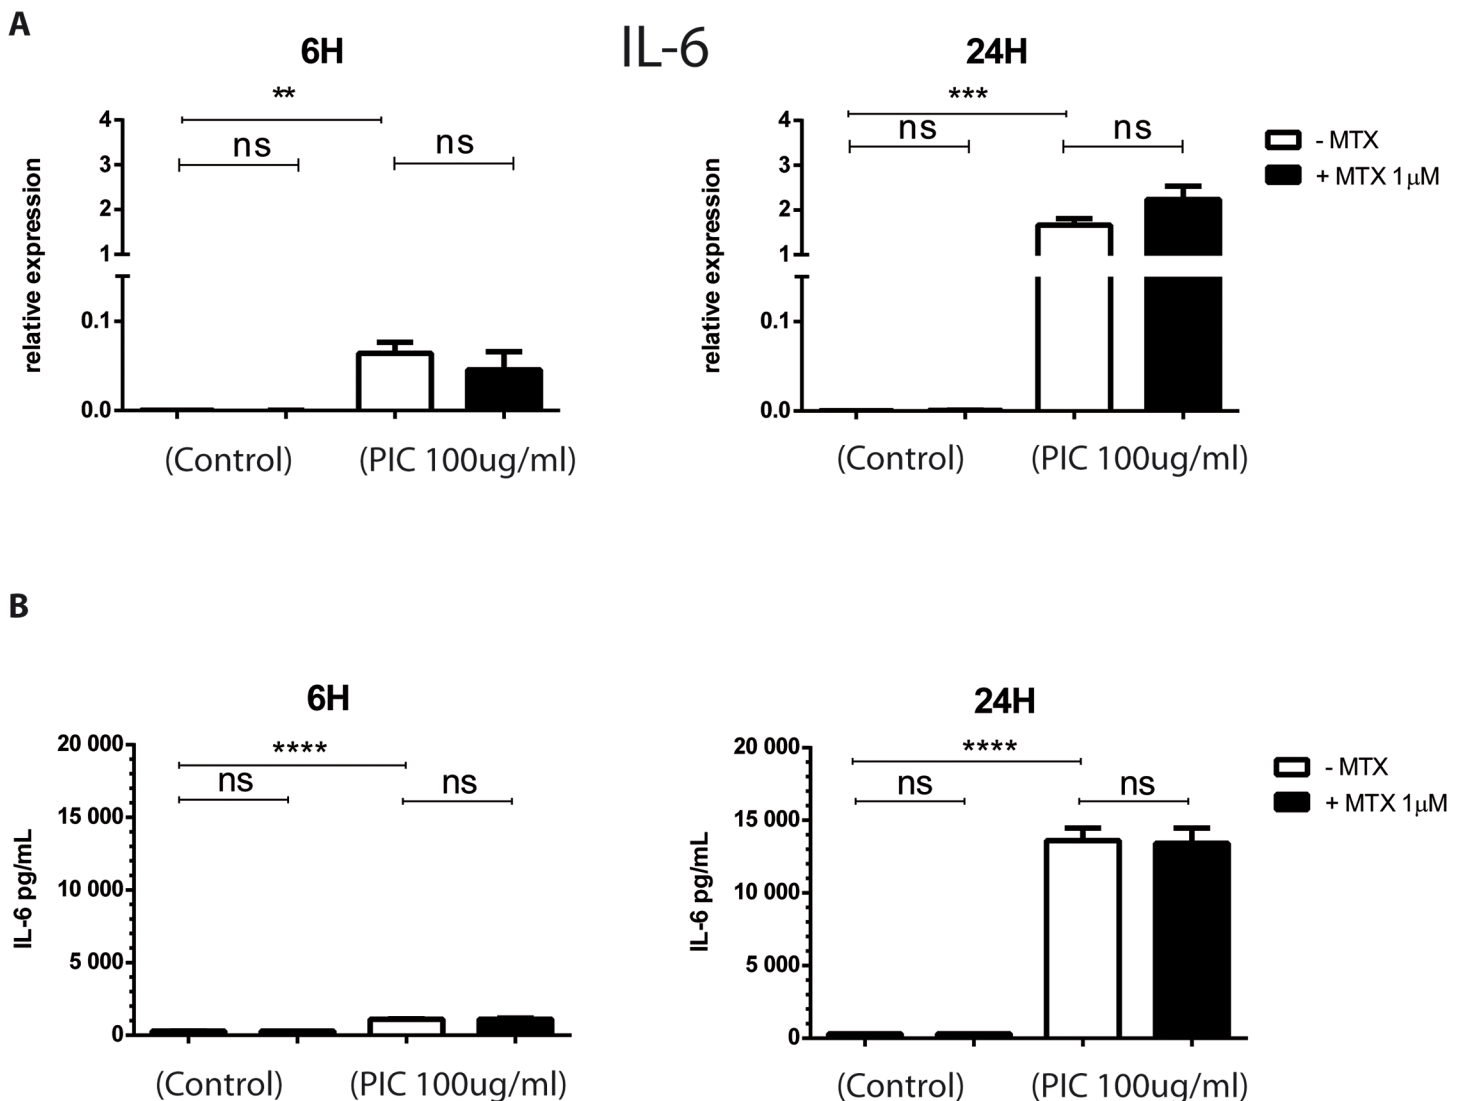 A
IL-6
6H
**
ns
ns
4
3
2
1
0.1
0.0
relative expression
(Control)
(PIC 100ug/ml)
24H
***
ns
ns
4
3
2
1
0.1
0.0
relative expression
(Control)
(PIC 100ug/ml)
- MTX
+ MTX 1μM
B
6H
****
ns
ns
20 000
15 000
10 000
5 000
0
IL-6 pg/mL
(Control)
(PIC 100ug/ml)
24H
****
ns
ns
20 000
15 000
10 000
5 000
0
IL-6 pg/mL
(Control)
(PIC 100ug/ml)
- MTX
+ MTX 1μM